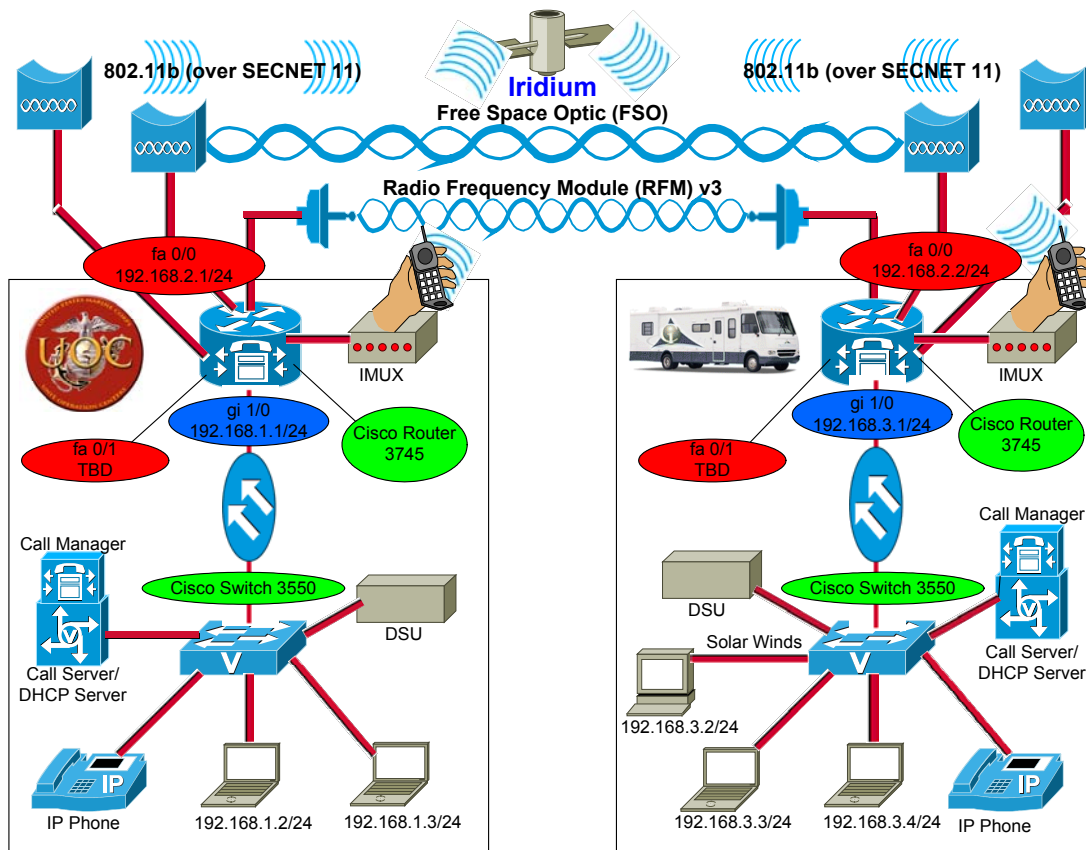 802.11b (over SECNET 11)
Iridium
802.11b (over SECNET 11)
Free Space Optic (FSO)
Radio Frequency Module (RFM) v3
fa 0/0
192.168.2.1/24
fa 0/0
192.168.2.2/24
UOC
IMUX
IMUX
gi 1/0
192.168.1.1/24
Cisco Router
3745
fa 0/1
TBD
gi 1/0
192.168.3.1/24
Cisco Router
3745
fa 0/1
TBD
Call Manager
Cisco Switch 3550
DSU
V
V
Call Server/
DHCP Server
IP
IP Phone
192.168.1.2/24
192.168.1.3/24
Call Manager
Cisco Switch 3550
DSU
Solar Winds
V
V
Call Server/
DHCP Server
192.168.3.2/24
192.168.3.3/24
192.168.3.4/24
IP
IP Phone